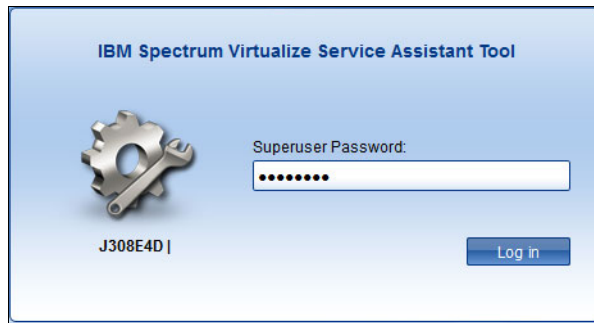 IBM Spectrum Virtualize Service Assistant Tool
Superuser Password:
••••••••
J308E4D |
Log in